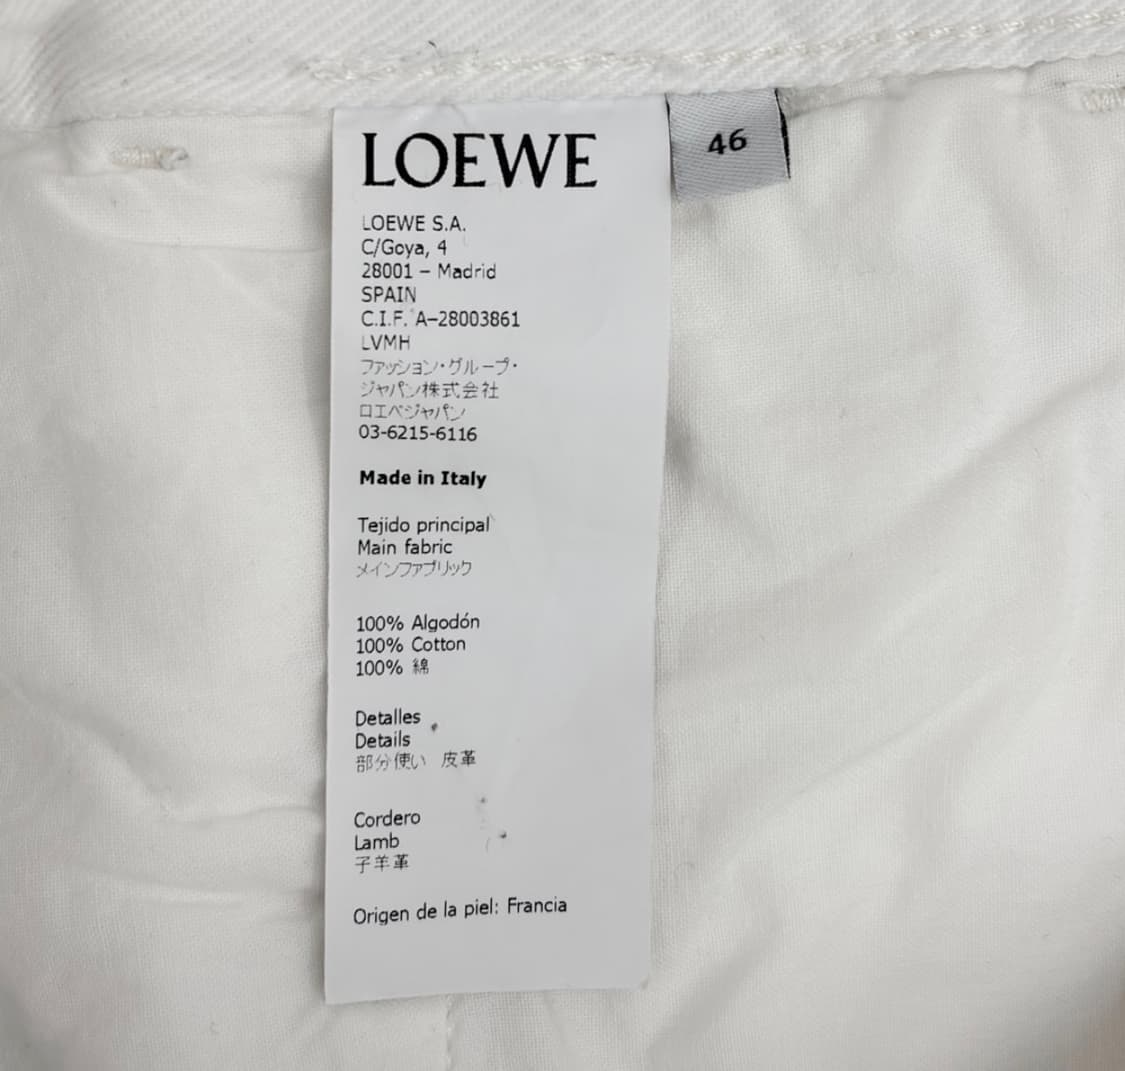 LOEWE
46
LOEWE S.A.
C/Goya, 4
28001 – Madrid
SPAIN
C.I.F. A–28003861
LVMH
ファッション・グループ・
ジャパン株式会社
ロエベジャパン
03-6215-6116
Made in Italy
Tejido principal
Main fabric
メインファブリック
100% Algodón
100% Cotton
100% 綿
Detalles
Details
部分使い 皮革
Cordero
Lamb
子羊革
Origen de la piel: Francia